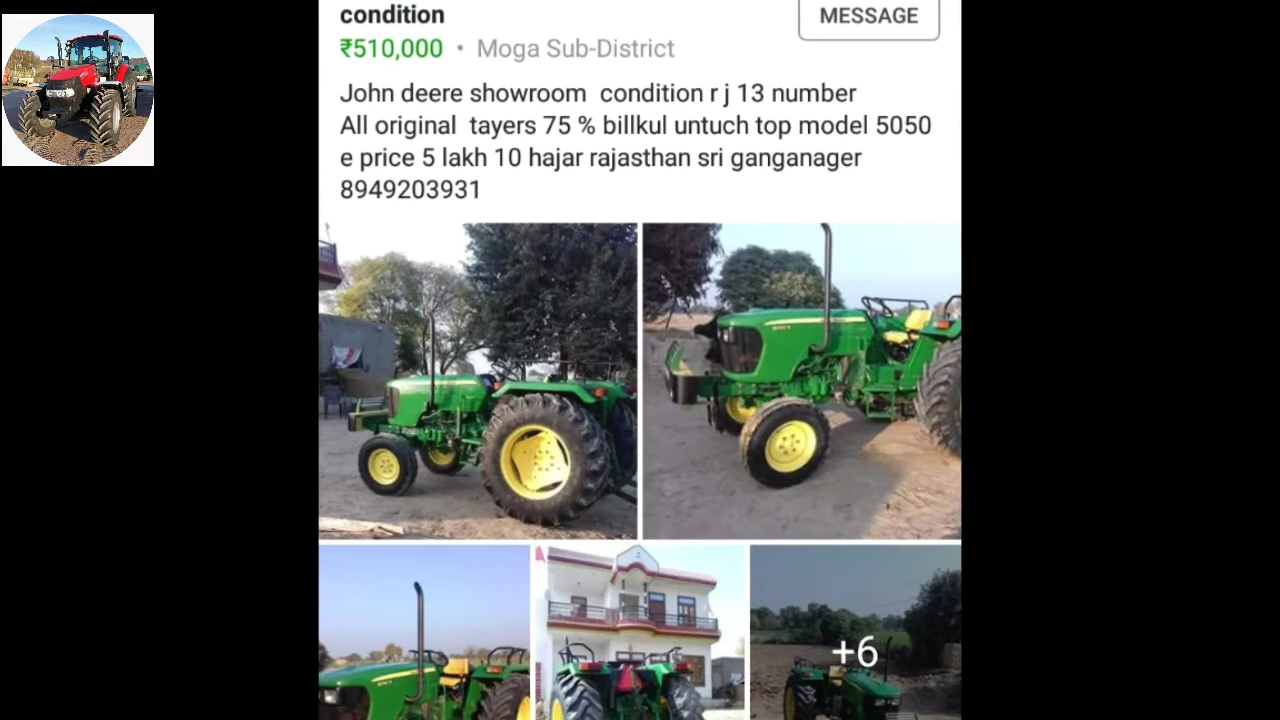 condition
MESSAGE
₹510,000 • Moga Sub-District
John deere showroom condition r j 13 number
All original tayers 75 % billkul untuch top model 5050
e price 5 lakh 10 hajar rajasthan sri ganganager
8949203931
+6